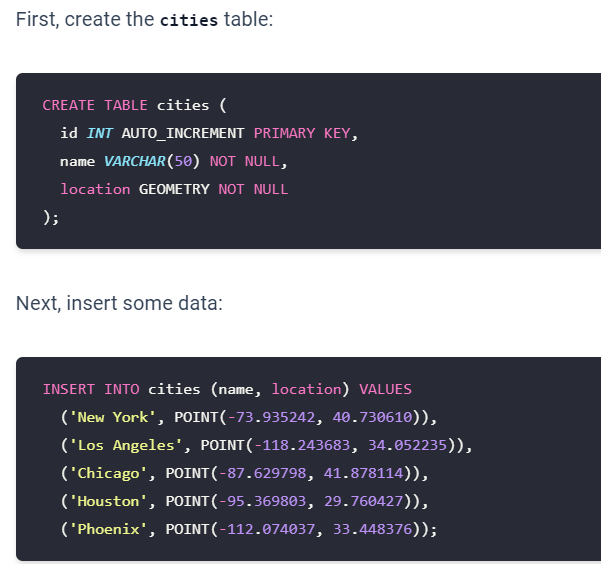 First, create the cities table:
CREATE TABLE cities (
  id INT AUTO_INCREMENT PRIMARY KEY,
  name VARCHAR(50) NOT NULL,
  location GEOMETRY NOT NULL
);
Next, insert some data:
INSERT INTO cities (name, location) VALUES
  ('New York', POINT(-73.935242, 40.730610)),
  ('Los Angeles', POINT(-118.243683, 34.052235)),
  ('Chicago', POINT(-87.629798, 41.878114)),
  ('Houston', POINT(-95.369803, 29.760427)),
  ('Phoenix', POINT(-112.074037, 33.448376));